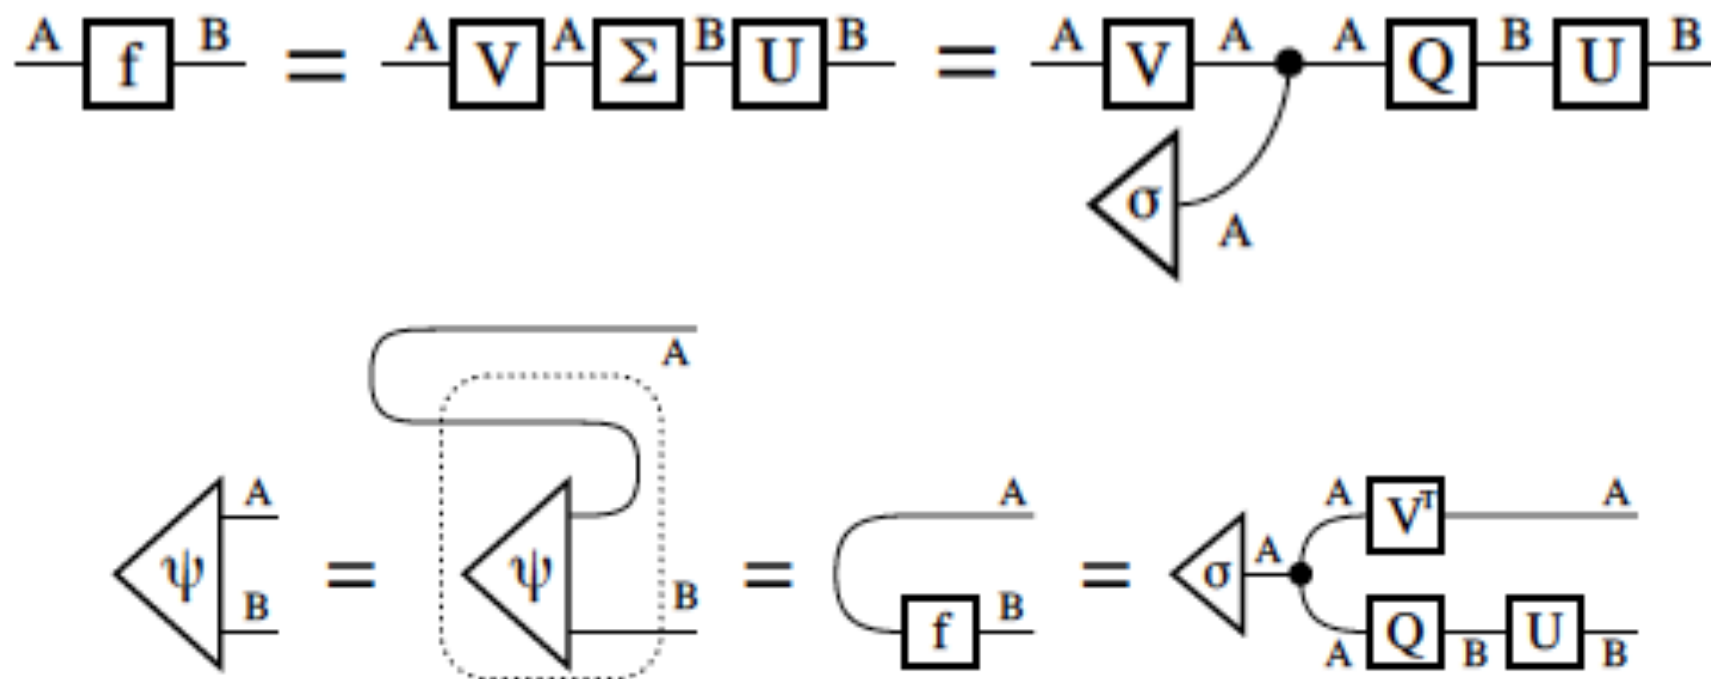 A f B = A V A Σ B U B = A V A A Q B U B
σ A
A
ψ A B = ψ B = A f B = σ A A V^T A
A Q B U B